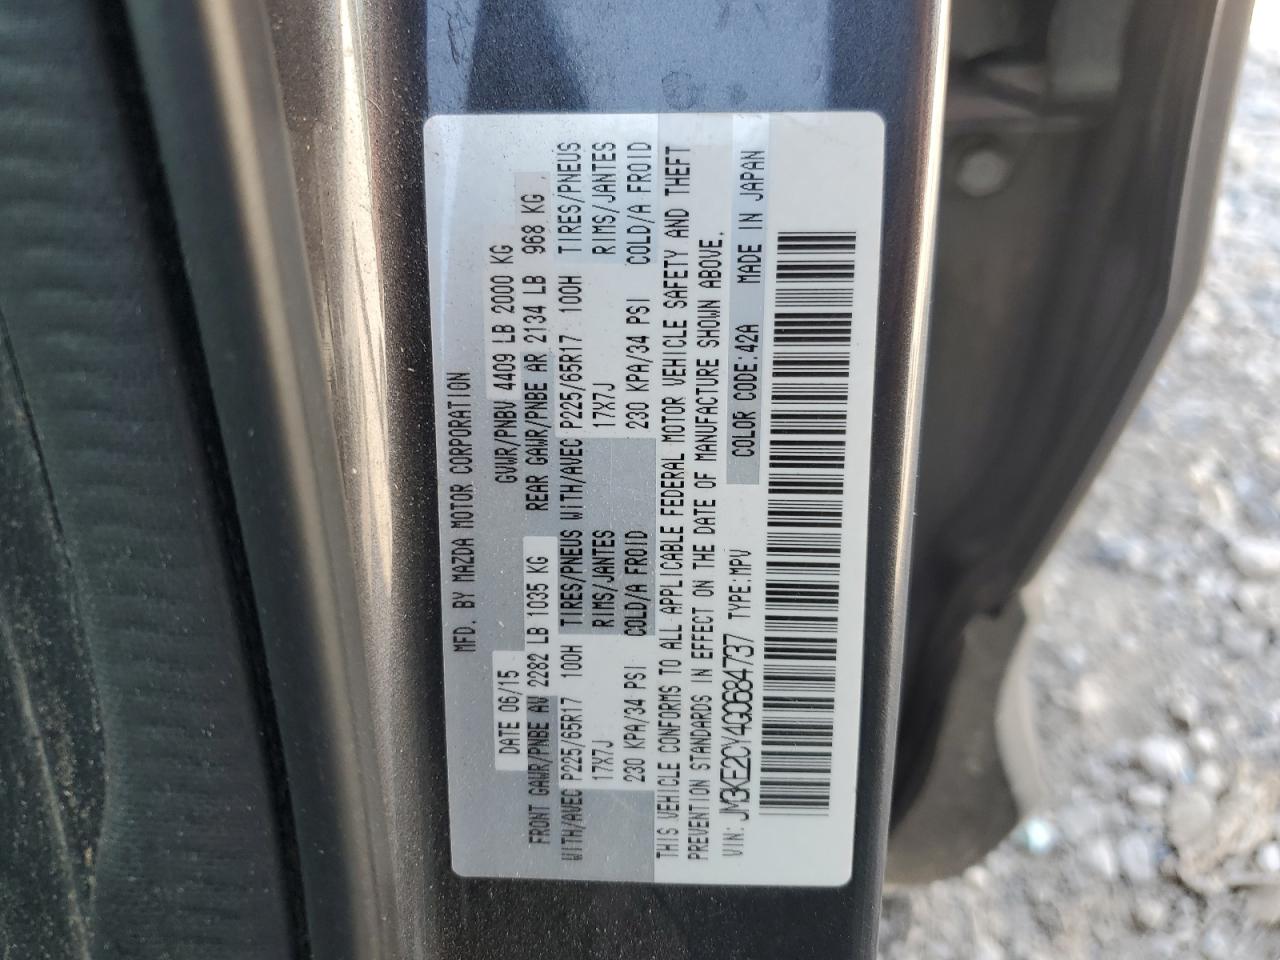 MFD. BY MAZDA MOTOR CORPORATION
DATE 06/15 GVWR/PNBV 4409 LB 2000 KG
FRONT GAWR/PNBE AV 2282 LB 1035 KG REAR GAWR/PNBE AR 2134 LB 968 KG
WITH/AVEC P225/65R17 100H TIRES/PNEUS WITH/AVEC P225/65R17 100H TIRES/PNEUS
17X7J RIMS/JANTES 17X7J RIMS/JANTES
230 KPA/34 PSI COLD/A FROID 230 KPA/34 PSI COLD/A FROID
THIS VEHICLE CONFORMS TO ALL APPLICABLE FEDERAL MOTOR VEHICLE SAFETY AND THEFT
PREVENTION STANDARDS IN EFFECT ON THE DATE OF MANUFACTURE SHOWN ABOVE.
VIN: JM3KE2CY4G0684737 TYPE:MPV COLOR CODE:42A MADE IN JAPAN